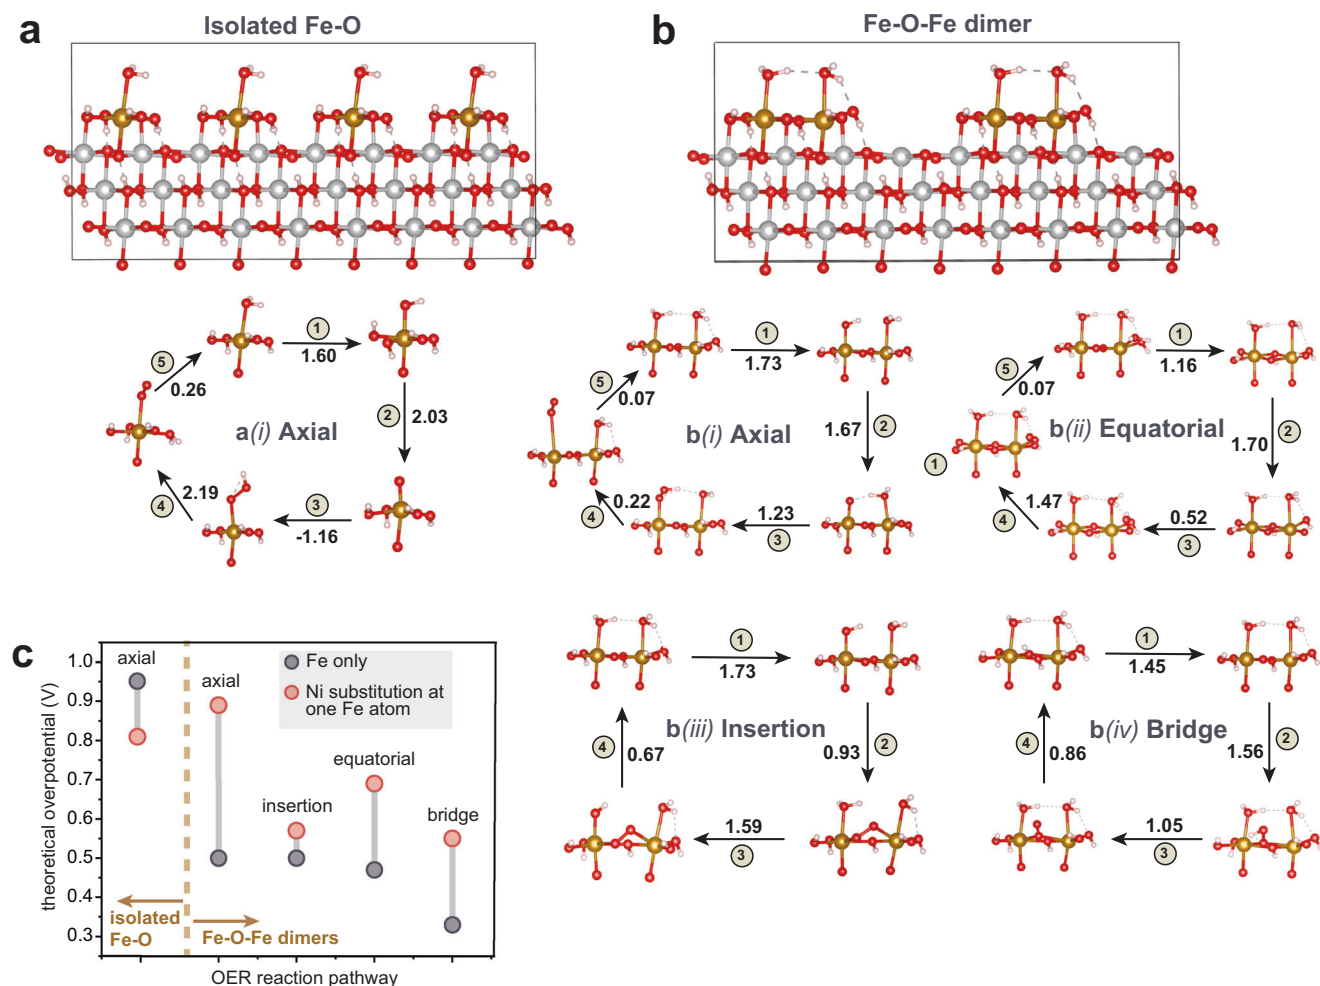 a
Isolated Fe-O
b
Fe-O-Fe dimer
1
1.60
5
0.26
a(i) Axial
2
2.03
4
2.19
3
-1.16
1
1.73
5
0.07
b(i) Axial
1.67
2
4
0.22
1.23
3
1
1.16
5
0.07
b(ii) Equatorial
1
1.70
2
4
1.47
0.52
3
1
1.73
b(iii) Insertion
4
0.67
0.93
2
1.59
3
1
1.45
b(iv) Bridge
4
0.86
1.56
2
1.05
3
c
theoretical overpotential (V)
1.0
0.9
0.8
0.7
0.6
0.5
0.4
0.3
axial
axial
insertion
equatorial
bridge
Fe only
Ni substitution at
one Fe atom
isolated
Fe-O
Fe-O-Fe dimers
OER reaction pathway